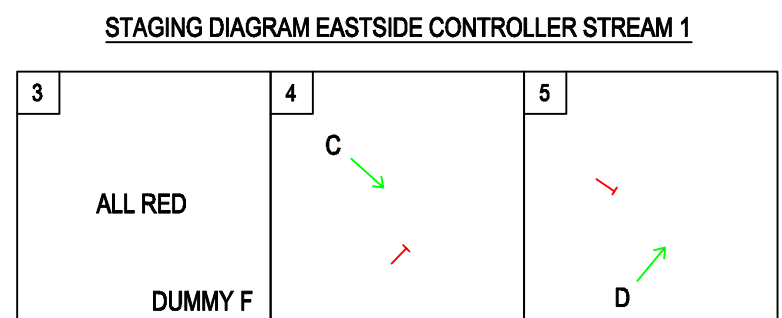 STAGING DIAGRAM EASTSIDE CONTROLLER STREAM 1
3
4
5
C
ALL RED
D
DUMMY F